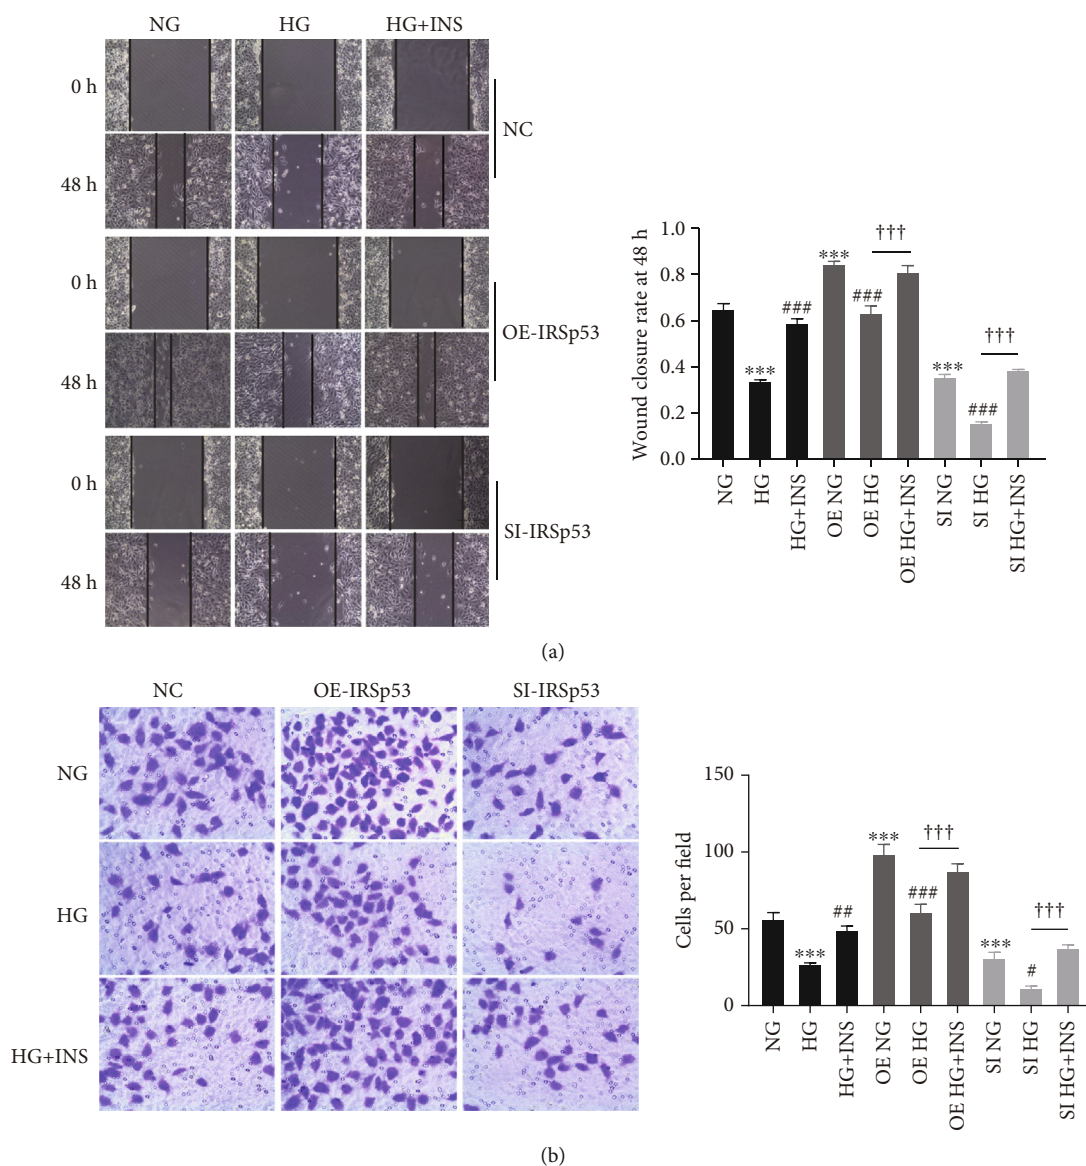 NG HG HG+INS
0 h
NC
48 h
0 h
OE-IRSp53
48 h
0 h
SI-IRSp53
48 h
Wound closure rate at 48 h
1.0
0.8
0.6
0.4
0.2
0.0
***
###
***
###
†††
***
###
†††
NG
HG
HG+INS
OE NG
OE HG
OE HG+INS
SI NG
SI HG
SI HG+INS
(a)
NC OE-IRSp53 SI-IRSp53
NG
HG
HG+INS
Cells per field
150
100
50
0
***
##
***
###
†††
***
#
†††
NG
HG
HG+INS
OE NG
OE HG
OE HG+INS
SI NG
SI HG
SI HG+INS
(b)